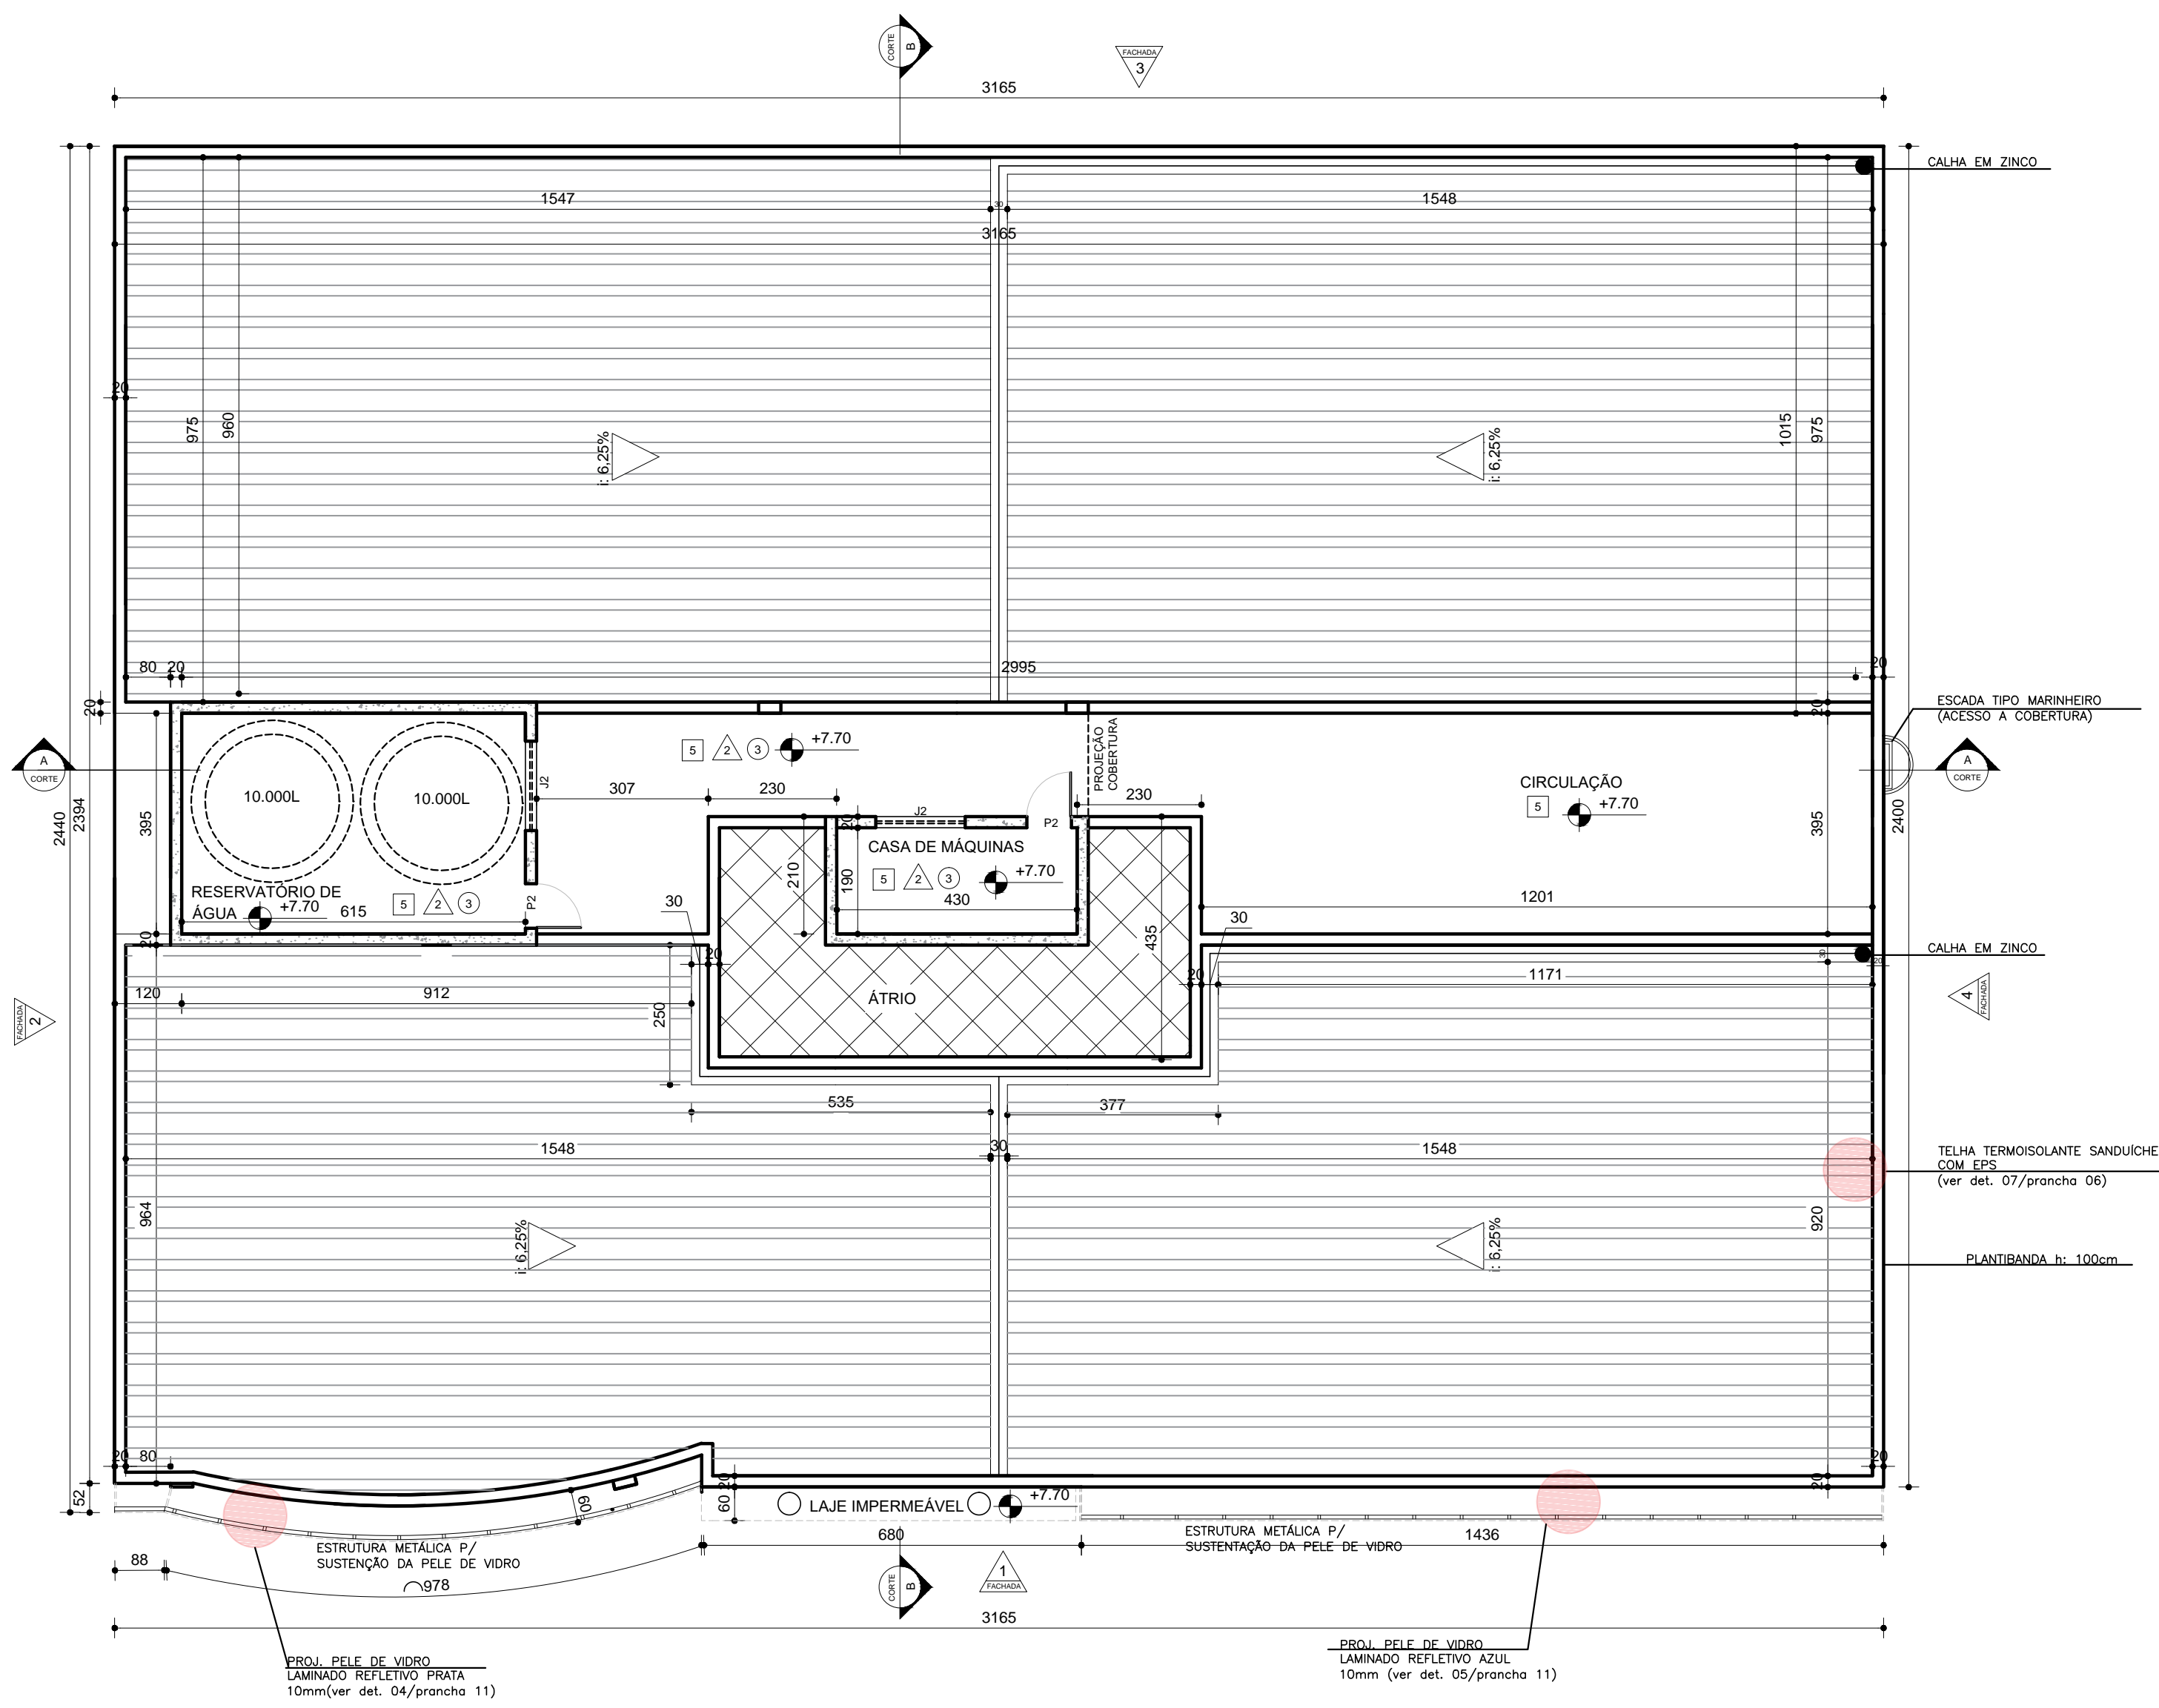 CORTE
B
FACHADA
3
3165
CALHA EM ZINCO
1547
30
1548
3165
20
975
960
i: 6,25%
i: 6,25%
1015
975
80
20
2995
20
20
20
ESCADA TIPO MARINHEIRO
(ACESSO A COBERTURA)
A
CORTE
10.000L
10.000L
J2
5
2
3
+7.70
PROJEÇÃO
COBERTURA
CIRCULAÇÃO
5
+7.70
A
CORTE
2440
2394
395
307
230
230
J2
P2
20
395
2400
CASA DE MÁQUINAS
5
2
3
+7.70
210
190
430
RESERVATÓRIO DE
ÁGUA
+7.70
615
5
2
3
P2
30
1201
30
20
435
CALHA EM ZINCO
30
20
20
20
1171
120
912
ÁTRIO
250
FACHADA
2
4
FACHADA
535
377
1548
30
1548
TELHA TERMOISOLANTE SANDUÍCHE
COM EPS
(ver det. 07/prancha 06)
964
920
i: 6,25%
i: 6,25%
PLANTIBANDA h: 100cm
20
80
20
52
20
20
60
60
LAJE IMPERMEÁVEL
+7.70
ESTRUTURA METÁLICA P/
SUSTENÇÃO DA PELE DE VIDRO
680
ESTRUTURA METÁLICA P/
SUSTENTAÇÃO DA PELE DE VIDRO
1436
88
978
CORTE
B
1
FACHADA
3165
PROJ. PELE DE VIDRO
LAMINADO REFLETIVO PRATA
10mm(ver det. 04/prancha 11)
PROJ. PELE DE VIDRO
LAMINADO REFLETIVO AZUL
10mm (ver det. 05/prancha 11)